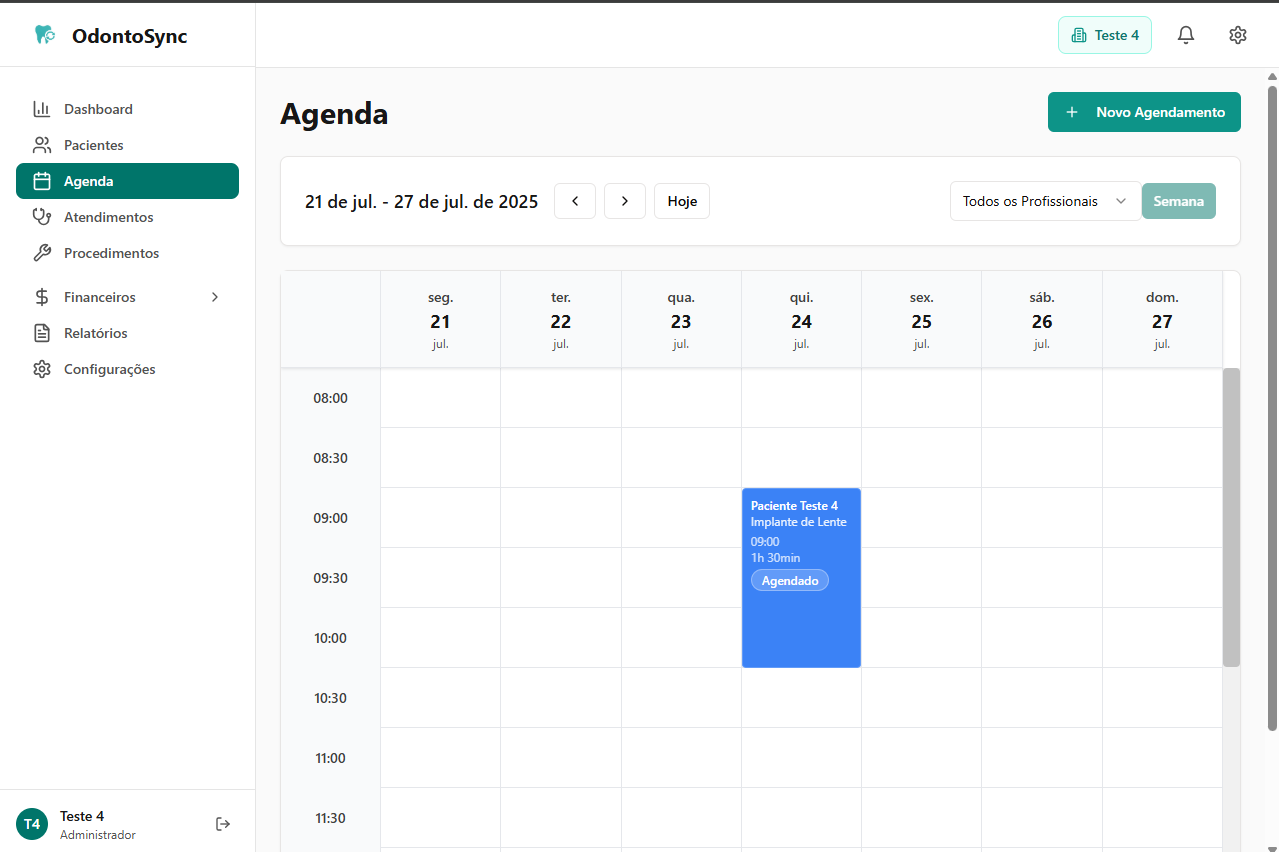 OdontoSync
Teste 4
Dashboard
Pacientes
Agenda
Atendimentos
Procedimentos
Financeiros
Relatórios
Configurações
T4
Teste 4
Administrador
Agenda
Novo Agendamento
21 de jul. - 27 de jul. de 2025
Hoje
Todos os Profissionais
Semana
seg.
21
jul.
ter.
22
jul.
qua.
23
jul.
qui.
24
jul.
sex.
25
jul.
sáb.
26
jul.
dom.
27
jul.
08:00
08:30
09:00
09:30
10:00
10:30
11:00
11:30
Paciente Teste 4
Implante de Lente
09:00
1h 30min
Agendado